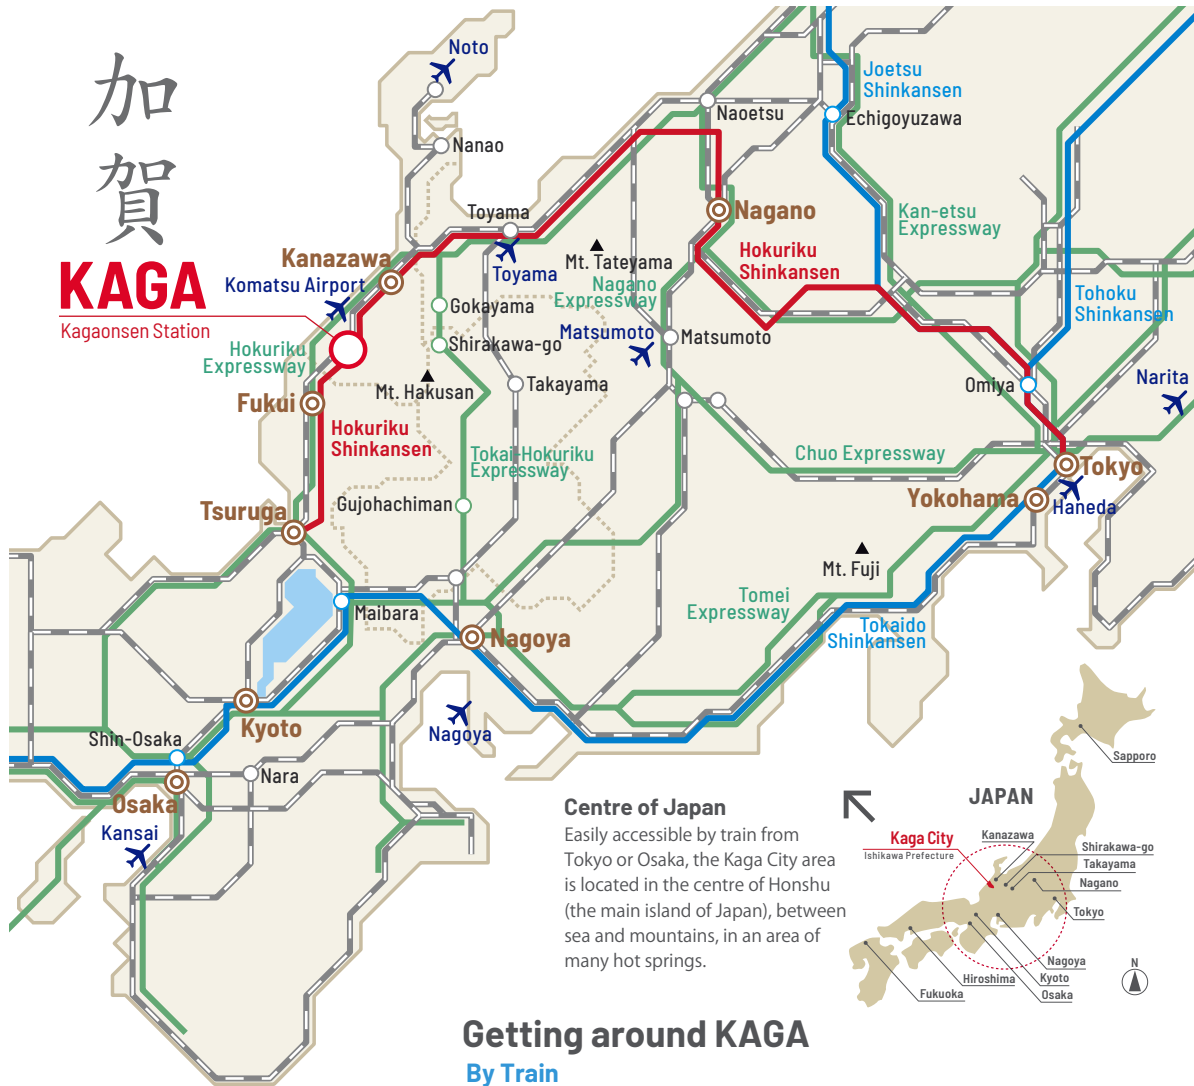 加
賀
KAGA
Kagaonsen Station
Noto
Nanao
Naoetsu
Joetsu
Shinkansen
Echigoyuzawa
Toyama
Toyama
Kanazawa
Komatsu Airport
Nagano
Kan-etsu
Expressway
Mt. Tateyama
Hokuriku
Shinkansen
Nagano
Expressway
Gokayama
Tohoku
Shinkansen
Hokuriku
Expressway
Shirakawa-go
Matsumoto
Matsumoto
Mt. Hakusan
Takayama
Omiya
Narita
Fukui
Hokuriku
Shinkansen
Tokai-Hokuriku
Expressway
Chuo Expressway
Tokyo
Yokohama
Haneda
Tsuruga
Gujohachiman
Mt. Fuji
Maibara
Tomei
Expressway
Tokaido
Shinkansen
Nagoya
Kyoto
Nagoya
Shin-Osaka
Nara
Osaka
Kansai
Centre of Japan
Easily accessible by train from
Tokyo or Osaka, the Kaga City area
is located in the centre of Honshu
(the main island of Japan), between
sea and mountains, in an area of
many hot springs.
Sapporo
JAPAN
Kanazawa
Kaga City
Ishikawa Prefecture
Shirakawa-go
Takayama
Nagano
Tokyo
Nagoya
Kyoto
Osaka
Hiroshima
Fukuoka
N
Getting around KAGA
By Train